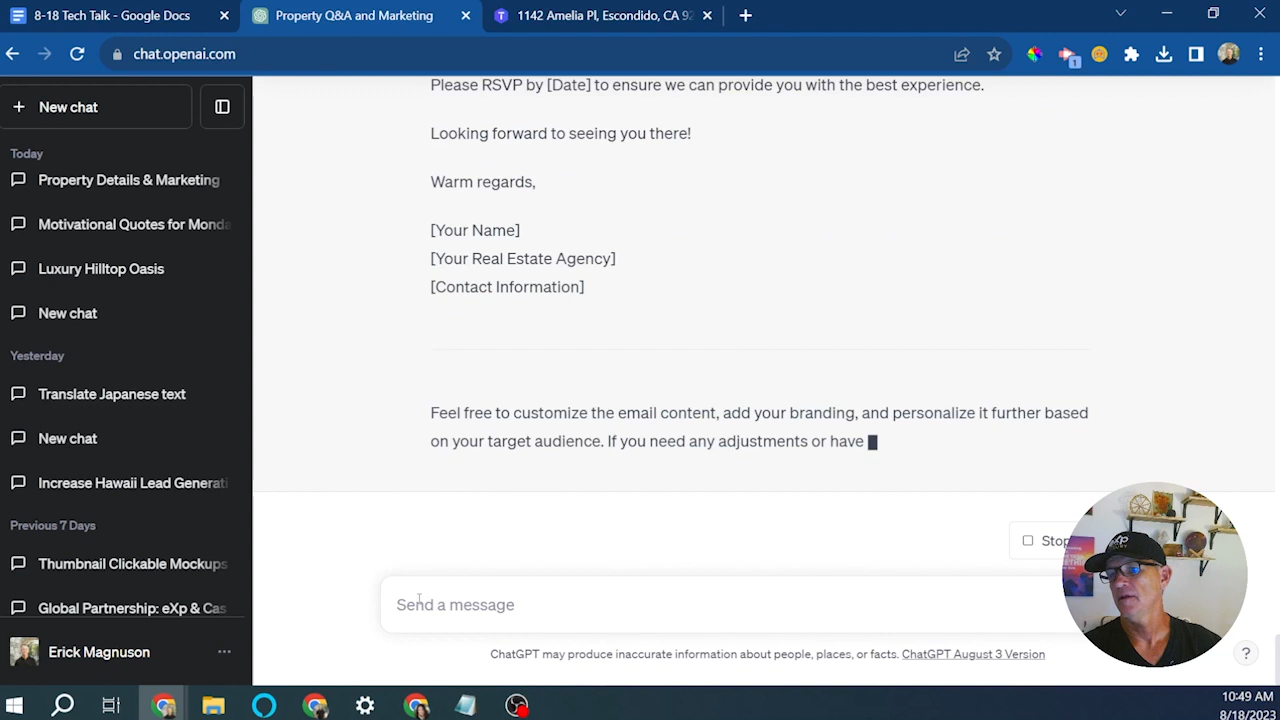 8-18 Tech Talk - Google Docs
Property Q&A and Marketing
1142 Amelia Pl, Escondido, CA 92
chat.openai.com
1
New chat
Today
Property Details & Marketing
Motivational Quotes for Monda
Luxury Hilltop Oasis
New chat
Yesterday
Translate Japanese text
New chat
Increase Hawaii Lead Generati
Previous 7 Days
Thumbnail Clickable Mockups
Global Partnership: eXp & Cas
Erick Magnuson
Please RSVP by [Date] to ensure we can provide you with the best experience.
Looking forward to seeing you there!
Warm regards,
[Your Name]
[Your Real Estate Agency]
[Contact Information]
Feel free to customize the email content, add your branding, and personalize it further based
on your target audience. If you need any adjustments or have
Stop
Send a message
ChatGPT may produce inaccurate information about people, places, or facts. ChatGPT August 3 Version
?
eXp
10:49 AM
8/18/2023